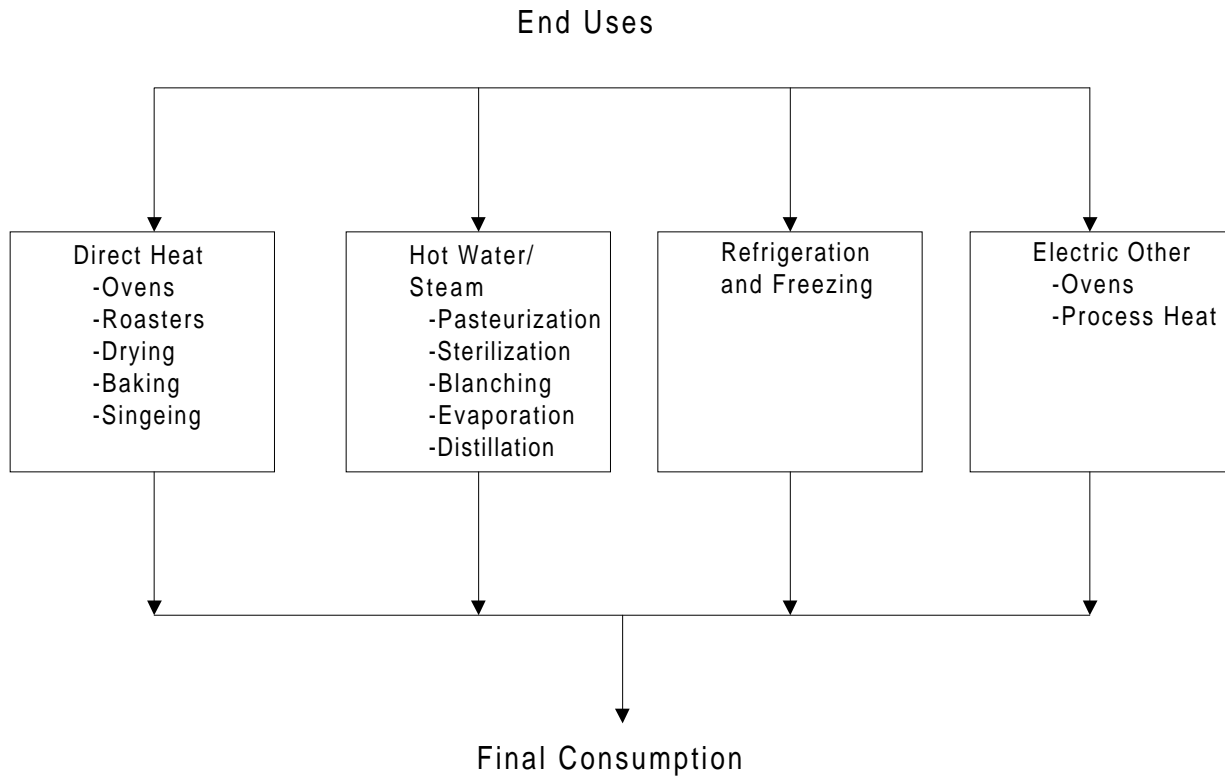 End Uses
Direct Heat
-Ovens
-Roasters
-Drying
-Baking
-Singeing
Hot Water/
Steam
-Pasteurization
-Sterilization
-Blanching
-Evaporation
-Distillation
Refrigeration
and Freezing
Electric Other
-Ovens
-Process Heat
Final Consumption